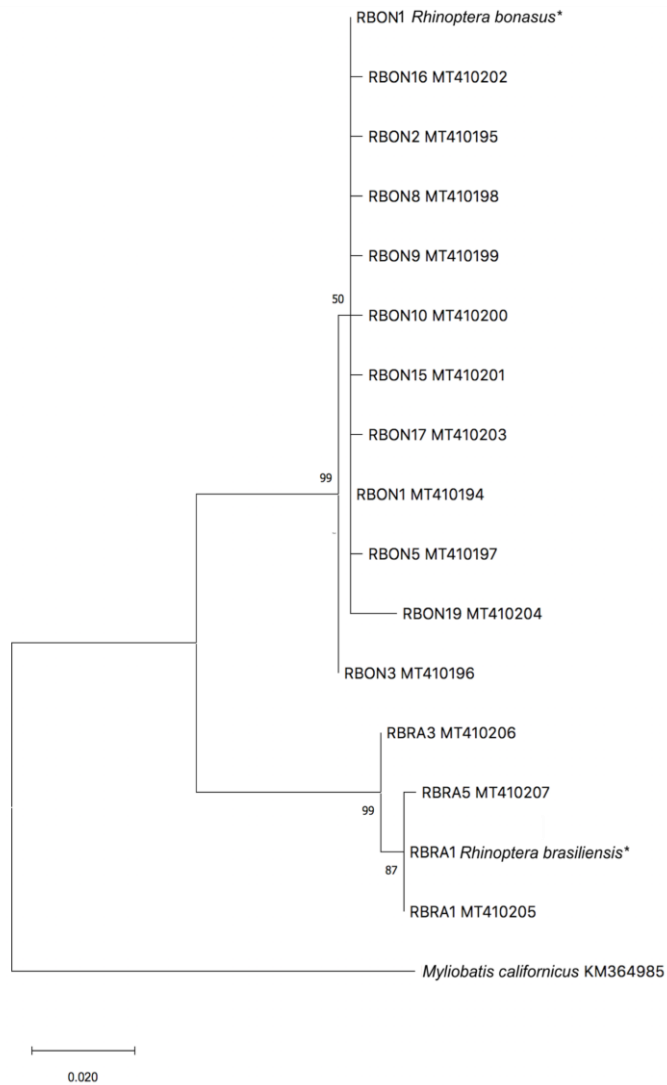 RBON1 Rhinoptera bonasus*
RBON16 MT410202
RBON2 MT410195
RBON8 MT410198
RBON9 MT410199
50
RBON10 MT410200
RBON15 MT410201
RBON17 MT410203
99
RBON1 MT410194
RBON5 MT410197
RBON19 MT410204
RBON3 MT410196
RBRA3 MT410206
RBRA5 MT410207
99
RBRA1 Rhinoptera brasiliensis*
87
RBRA1 MT410205
Myliobatis californicus KM364985
0.020